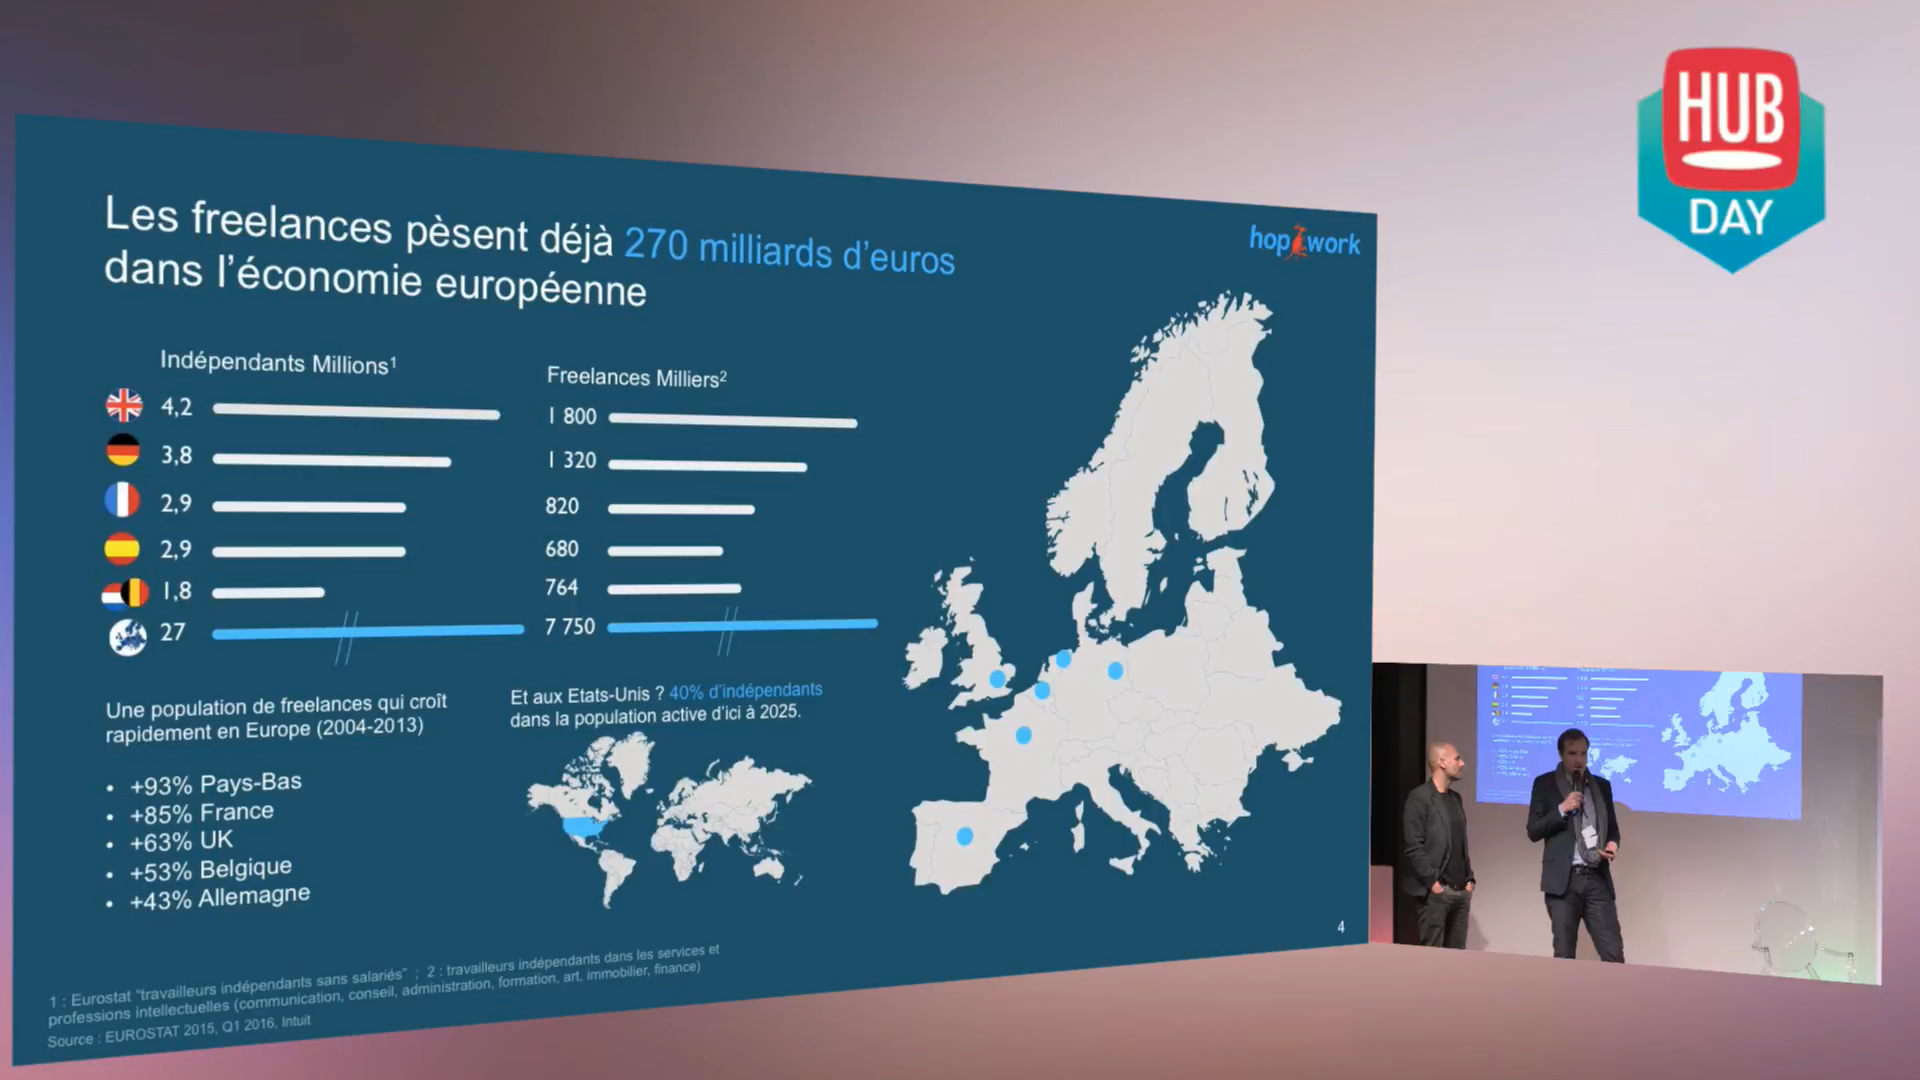 HUB
DAY
Les freelances pèsent déjà 270 milliards d'euros
dans l'économie européenne
hopwork
Indépendants Millions1
4,2
3,8
2,9
2,9
1,8
27
Freelances Milliers2
1 800
1 320
820
680
764
7 750
Une population de freelances qui croît
rapidement en Europe (2004-2013)
• +93% Pays-Bas
• +85% France
• +63% UK
• +53% Belgique
• +43% Allemagne
Et aux Etats-Unis ? 40% d'indépendants
dans la population active d'ici à 2025.
4
1 : Eurostat "travailleurs indépendants sans salariés" ; 2 : travailleurs indépendants dans les services et
professions intellectuelles (communication, conseil, administration, formation, art, immobilier, finance)
Source : EUROSTAT 2015, Q1 2016, Intuit